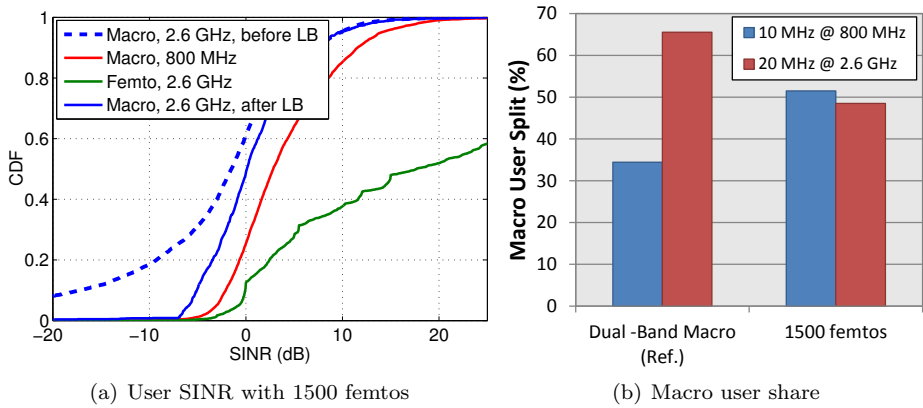 Macro, 2.6 GHz, before LB
Macro, 800 MHz
Femto, 2.6 GHz
Macro, 2.6 GHz, after LB
CDF
1
0.8
0.6
0.4
0.2
0
−20
−10
0
10
20
SINR (dB)
(a) User SINR with 1500 femtos
Macro User Split (%)
70
60
50
40
30
20
10
0
10 MHz @ 800 MHz
20 MHz @ 2.6 GHz
Dual -Band Macro
(Ref.)
1500 femtos
(b) Macro user share